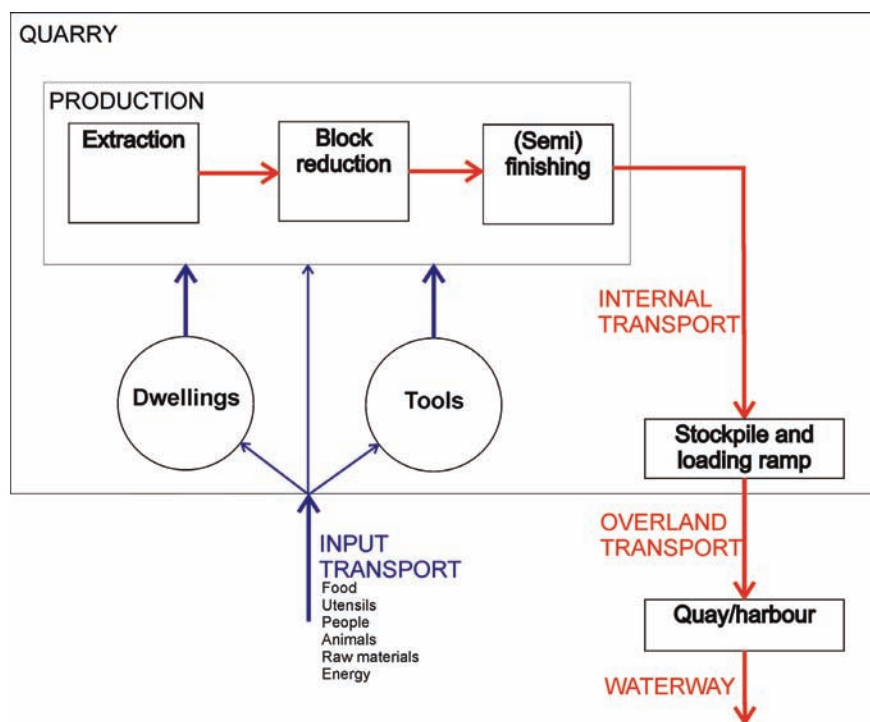 QUARRY
PRODUCTION
Extraction
Block
reduction
(Semi)
finishing
INTERNAL
TRANSPORT
Dwellings
Tools
Stockpile and
loading ramp
INPUT
TRANSPORT
Food
Utensils
People
Animals
Raw materials
Energy
OVERLAND
TRANSPORT
Quay/harbour
WATERWAY